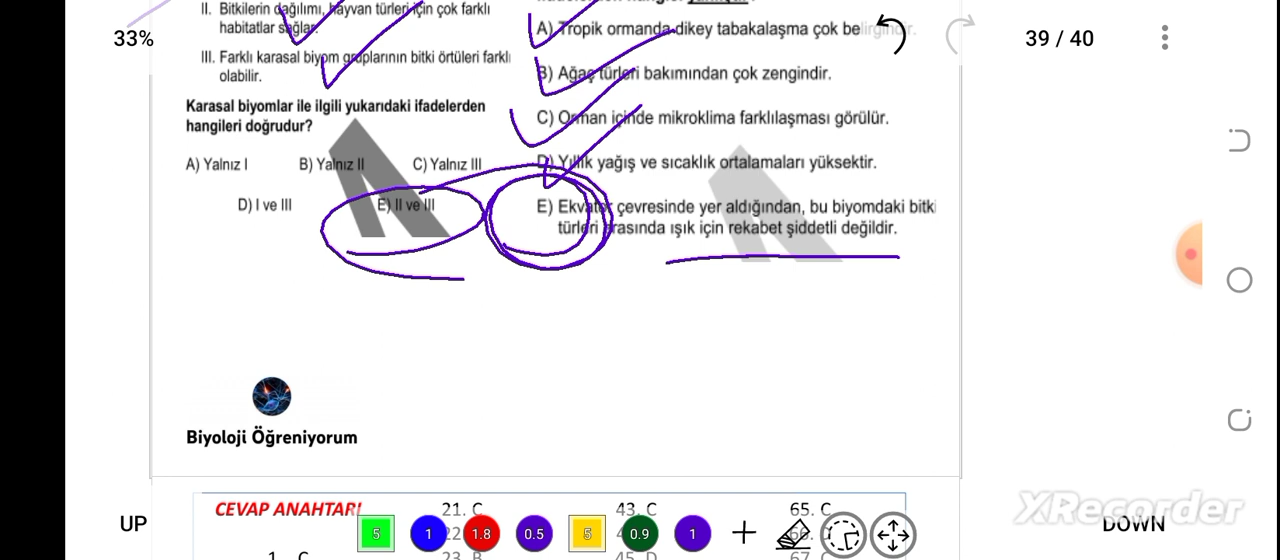 33%
39 / 40
II. Bitkilerin dağılımı, hayvan türleri için çok farklı
habitatlar sağlar.
III. Farklı karasal biyom gruplarının bitki örtüleri farklı
olabilir.
Karasal biyomlar ile ilgili yukarıdaki ifadelerden
hangileri doğrudur?
A) Yalnız I B) Yalnız II C) Yalnız III
D) I ve III E) II ve III
A) Tropik ormanda dikey tabakalaşma çok belirgindir.
B) Ağaç türleri bakımından çok zengindir.
C) Orman içinde mikroklima farklılaşması görülür.
D) Yıllık yağış ve sıcaklık ortalamaları yüksektir.
E) Ekvator çevresinde yer aldığından, bu biyomdaki bitki
türleri arasında ışık için rekabet şiddetli değildir.
Biyoloji Öğreniyorum
CEVAP ANAHTARI
21. C 43. C 65. C
1. C 23. B 45. D 67.
UP
DOWN
5 1 1.8 0.5 5 0.9 1
XRecorder